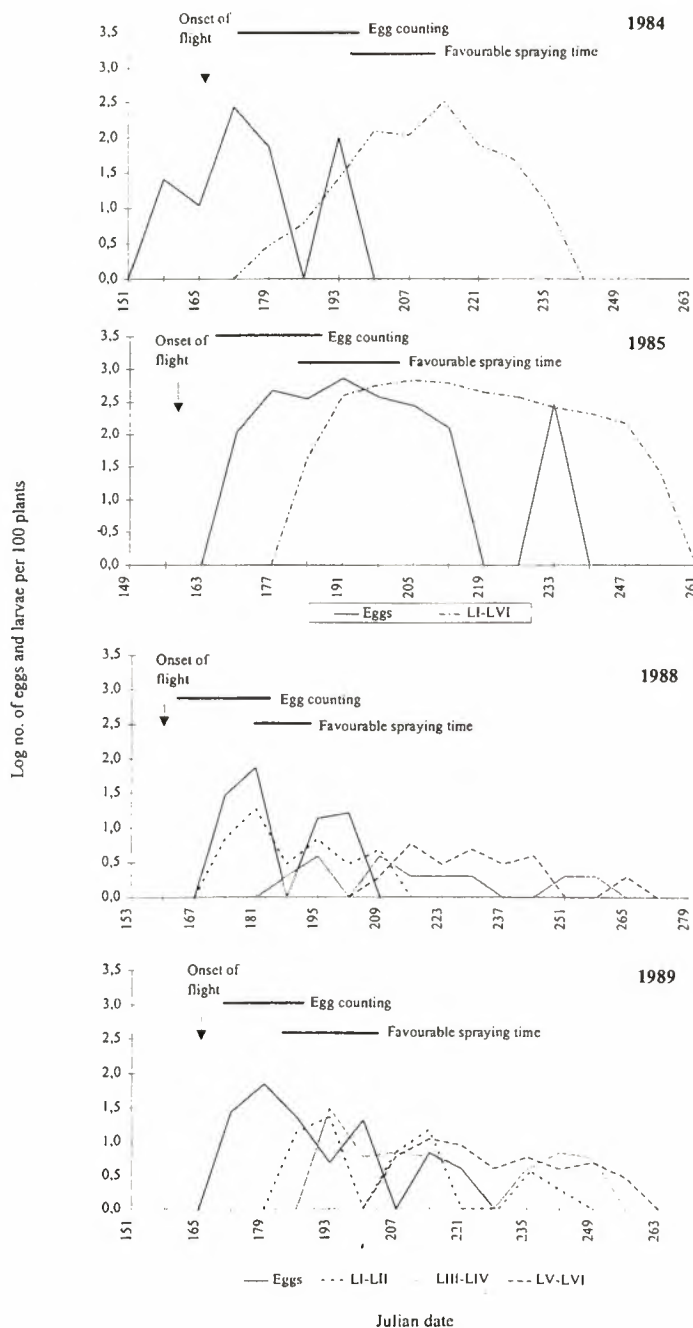 Log no. of eggs and larvae per 100 plants
1984
Onset of
flight
Egg counting
Favourable spraying time
3,5
3,0
2,5
2,0
1,5
1,0
0,5
0,0
151 165 179 193 207 221 235 249 263
1985
Onset of
flight
Egg counting
Favourable spraying time
3,5
3,0
2,5
2,0
1,5
1,0
0,5
0,0
149 163 177 191 205 219 233 247 261
Eggs LI-LVI
1988
Onset of
flight
Egg counting
Favourable spraying time
3,5
3,0
2,5
2,0
1,5
1,0
0,5
0,0
153 167 181 195 209 223 237 251 265 279
1989
Onset of
flight
Egg counting
Favourable spraying time
3,5
3,0
2,5
2,0
1,5
1,0
0,5
0,0
151 165 179 193 207 221 235 249 263
Eggs LI-LII LIII-LIV LV-LVI
Julian date